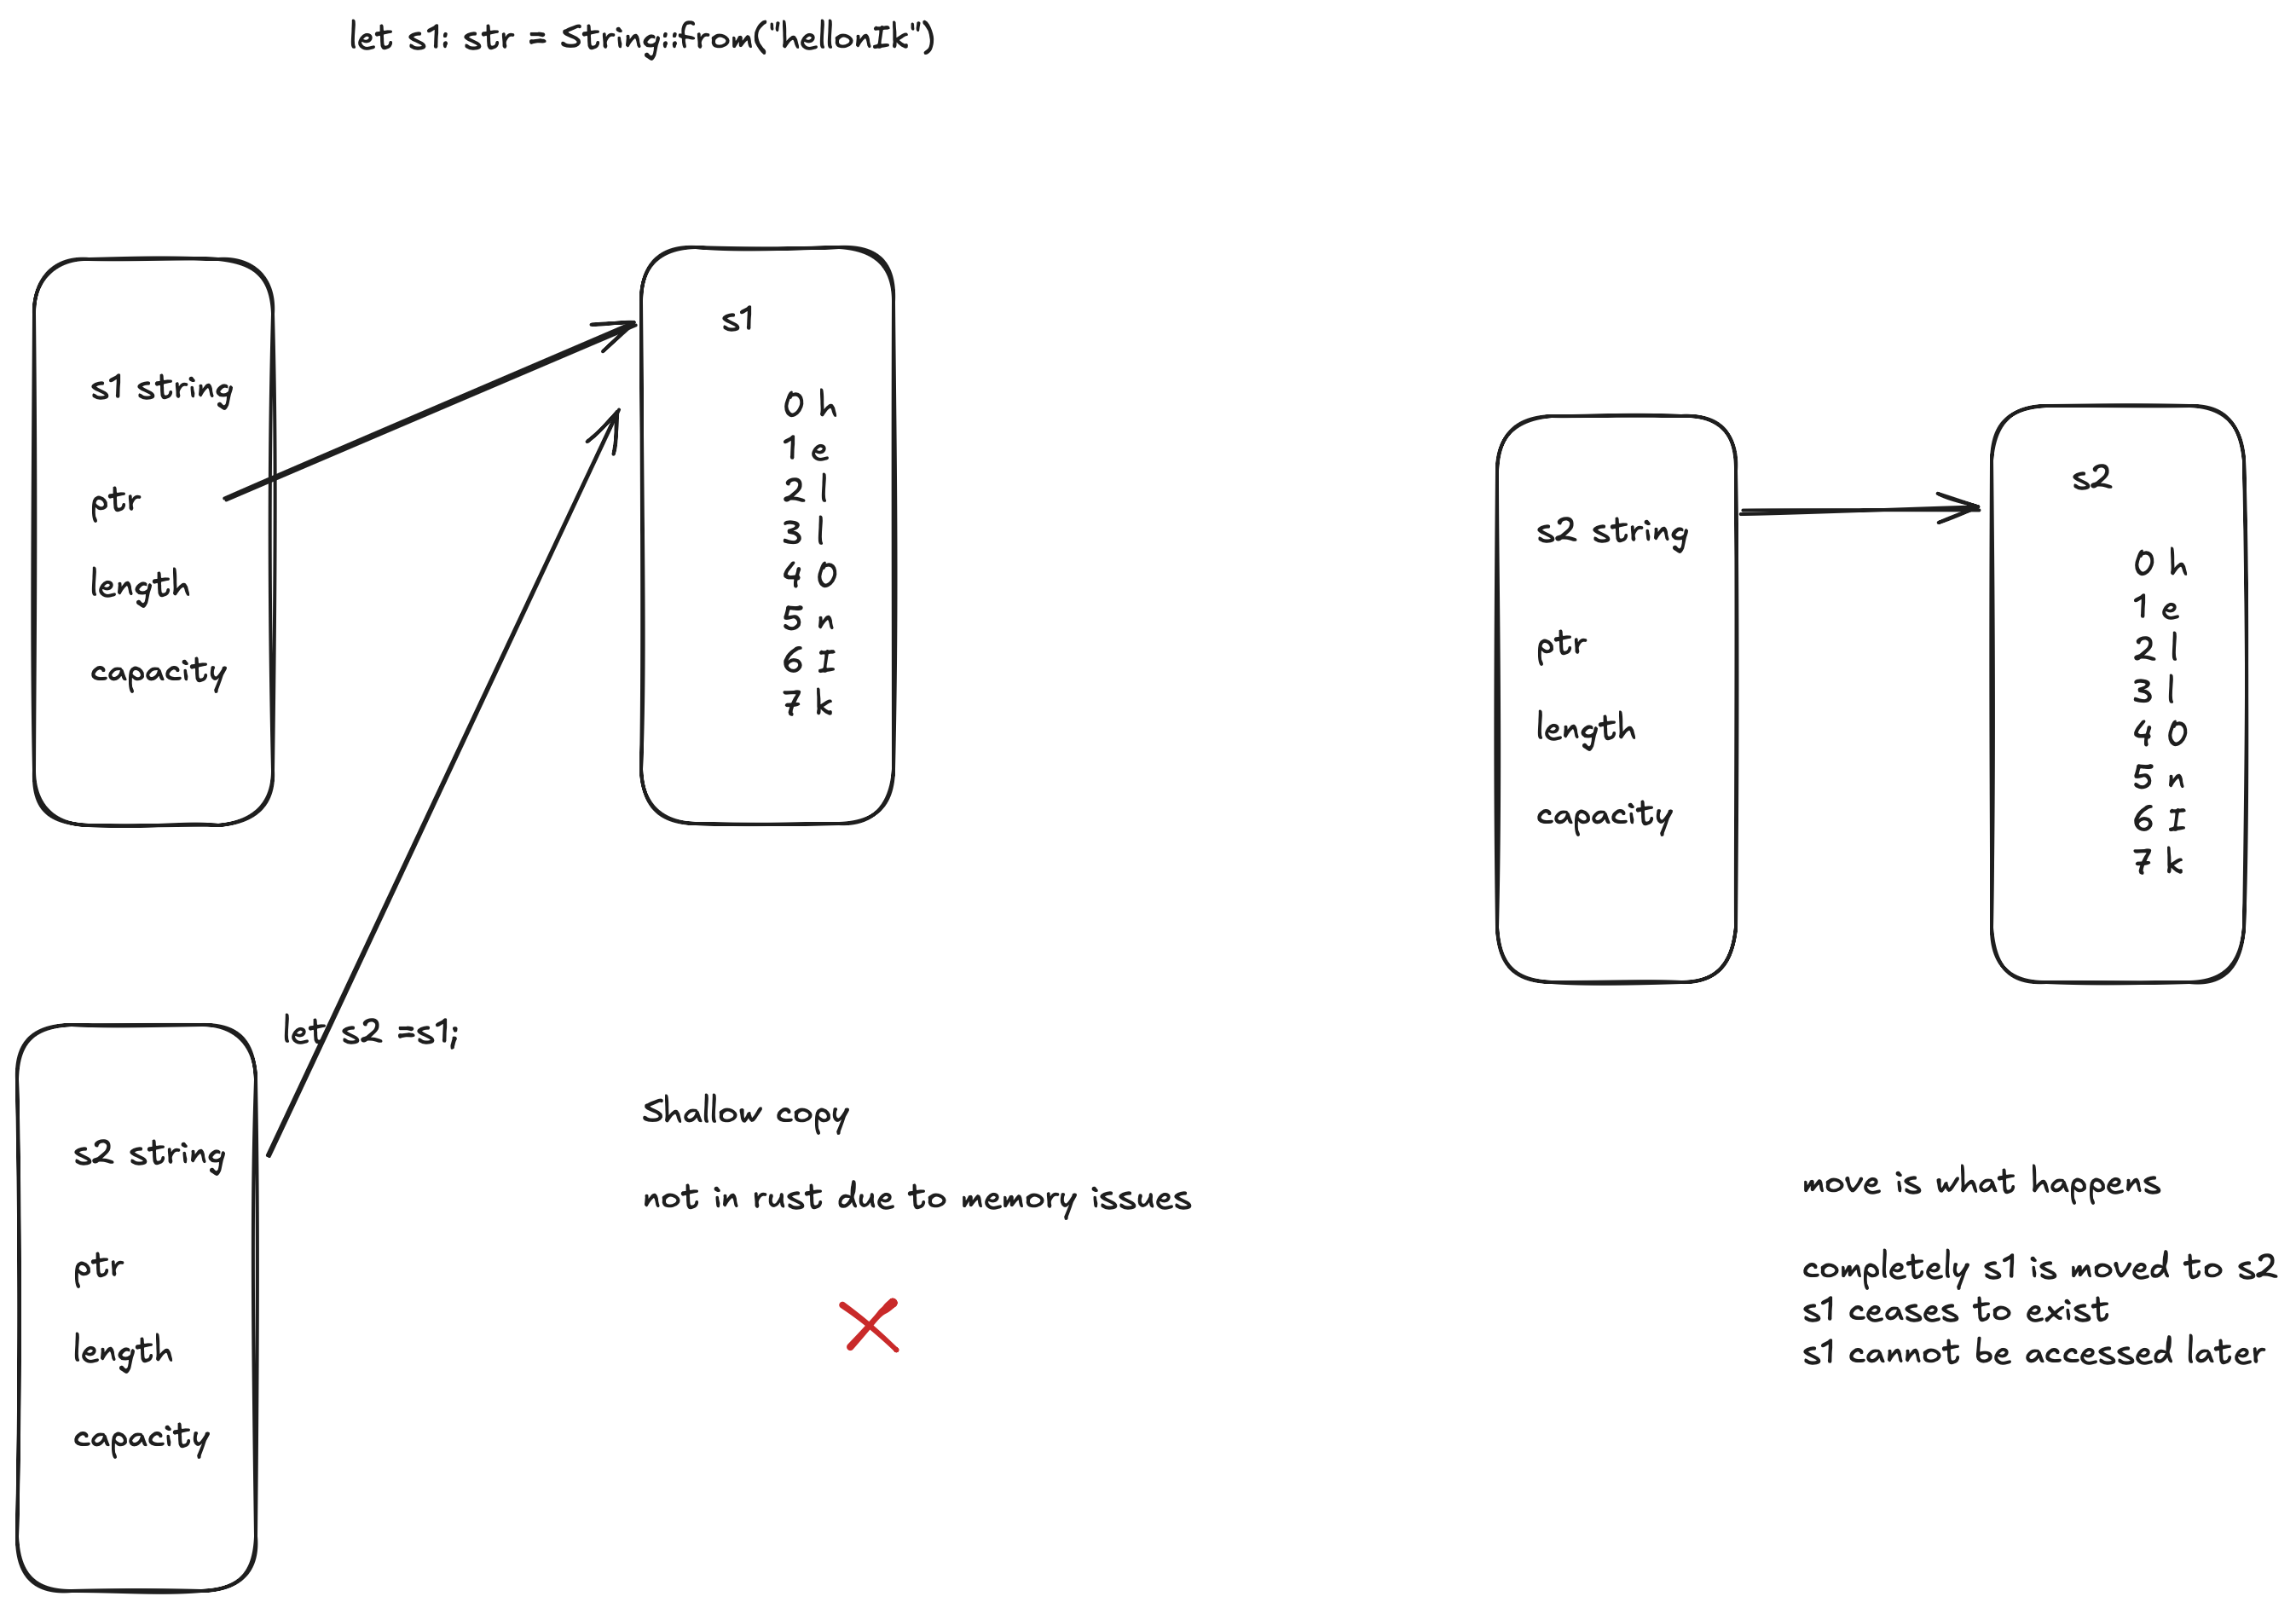 let s1: str = String::from("hellonIk")
s1 string
ptr
length
capacity
s1
0 h
1 e
2 l
3 l
4 O
5 n
6 I
7 k
let s2 =s1;
s2 string
ptr
length
capacity
Shallow copy
not in rust due to memory issues
s2 string
ptr
length
capacity
s2
0 h
1 e
2 l
3 l
4 O
5 n
6 I
7 k
move is what happens
completely s1 is moved to s2
s1 ceases to exist
s1 cannot be accessed later